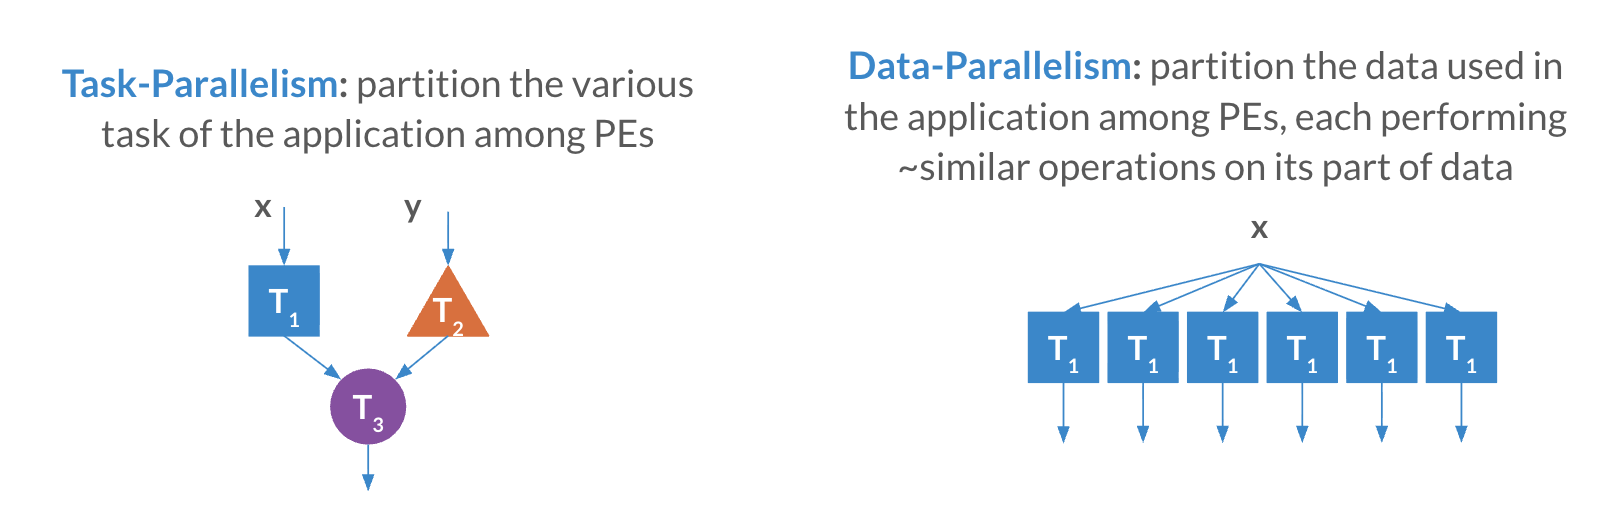 Task-Parallelism: partition the various
task of the application among PEs
x
y
T1
T2
T3
Data-Parallelism: partition the data used in
the application among PEs, each performing
~similar operations on its part of data
x
T1 T1 T1 T1 T1 T1